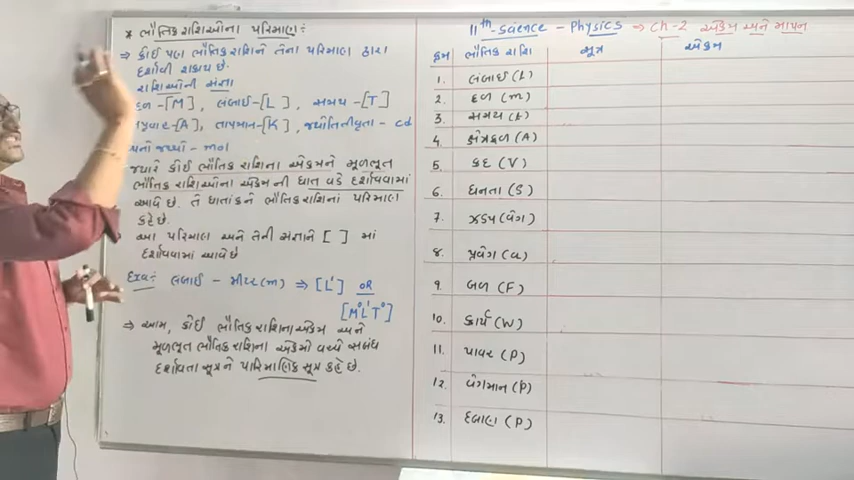 * ભૌતિક રાશિઓના પરિમાણ :
⇒ કોઈ પણ ભૌતિક રાશિને તેના પરિમાણ દ્વારા
દર્શાવી શકાય છે.
રાશિઓની સંજ્ઞા
દળ -[M] , લંબાઈ-[L] , સમય -[T]
-[A] , તાપમાન-[K] , જ્યોતિતીવ્રતા - cd
જથ્થો - mol
જ્યારે કોઈ ભૌતિક રાશિના એકમને મૂળભૂત
ભૌતિક રાશિઓના એકમ ની ઘાત વડે દર્શાવવામાં
આવે છે. તે ઘાતાંકને ભૌતિક રાશિનાં પરિમાણ
કહે છે.
આ પરિમાણ અને તેની સંજ્ઞાને [ ] માં
દર્શાવવામાં આવે છે
Exa: લંબાઈ - મીટર(m) ⇒ [L¹] OR
[M⁰L¹T⁰]
⇒ આમ, કોઈ ભૌતિક રાશિના એકમ અને
મૂળભૂત ભૌતિક રાશિના એકમો વચ્ચે સંબંધ
દર્શાવતા સૂત્રને પારિમાણિક સૂત્ર કહે છે.
11th - Science - Physics ⇒ Ch-2 એકમ અને માપન
ક્રમ ભૌતિક રાશિ સૂત્ર એકમ
1. લંબાઈ (l)
2. દળ (m)
3. સમય (t)
4. ક્ષેત્રફળ (A)
5. કદ (V)
6. ઘનતા (S)
7. ઝડપ (વેગ)
8. પ્રવેગ (a)
9. બળ (F)
10. કાર્ય (W)
11. પાવર (P)
12. વેગમાન (P)
13. દબાણ (P)